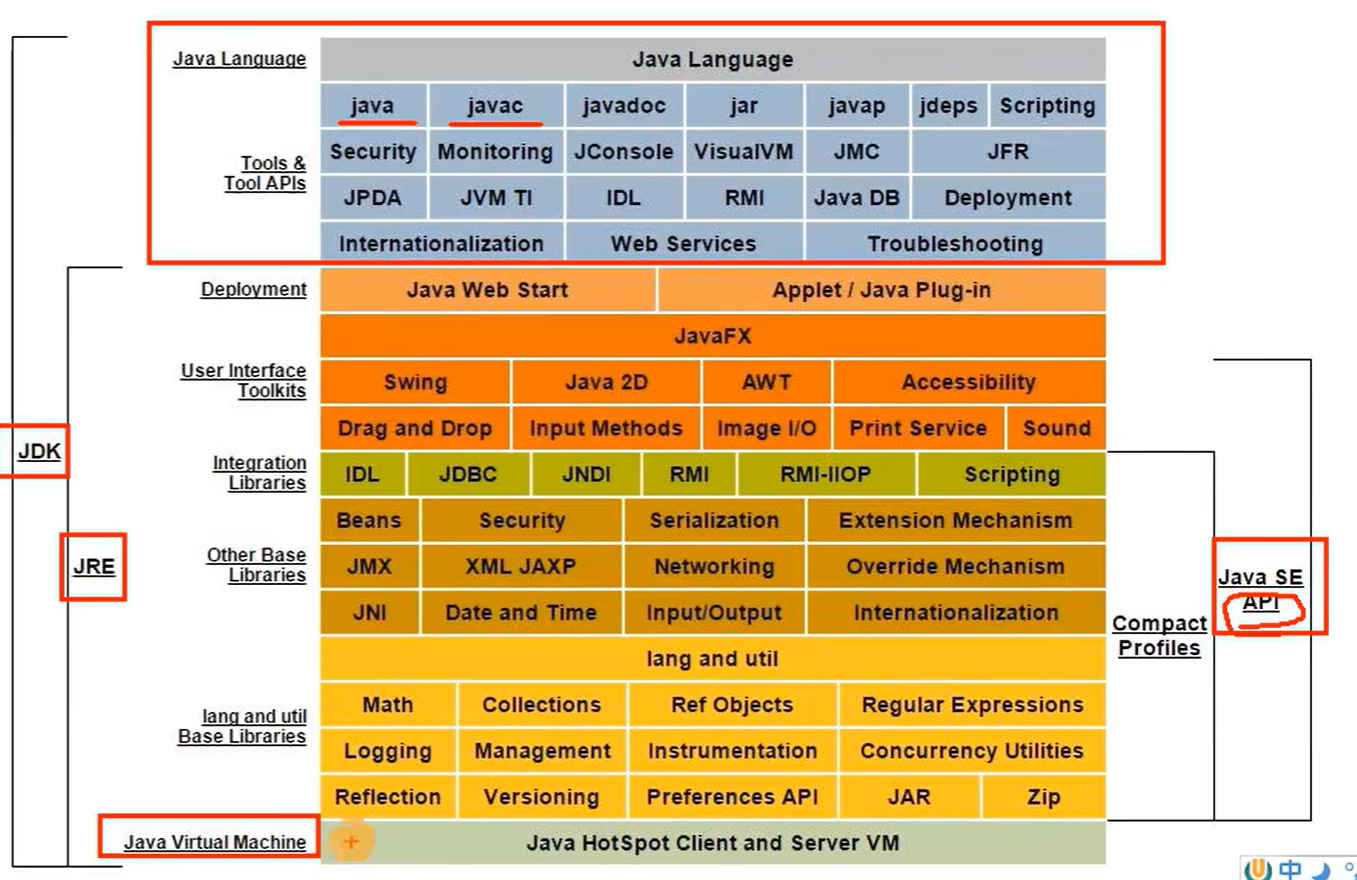 Java Language
Java Language
java javac javadoc jar javap jdeps Scripting
Tools &
Tool APIs
Security Monitoring JConsole VisualVM JMC JFR
JPDA JVM TI IDL RMI Java DB Deployment
Internationalization Web Services Troubleshooting
Deployment
Java Web Start Applet / Java Plug-in
JavaFX
User Interface
Toolkits
Swing Java 2D AWT Accessibility
Drag and Drop Input Methods Image I/O Print Service Sound
JDK
Integration
Libraries
IDL JDBC JNDI RMI RMI-IIOP Scripting
Beans Security Serialization Extension Mechanism
JRE
Other Base
Libraries
JMX XML JAXP Networking Override Mechanism
JNI Date and Time Input/Output Internationalization
Java SE
API
Compact
Profiles
lang and util
lang and util
Base Libraries
Math Collections Ref Objects Regular Expressions
Logging Management Instrumentation Concurrency Utilities
Reflection Versioning Preferences API JAR Zip
Java Virtual Machine
Java HotSpot Client and Server VM
中